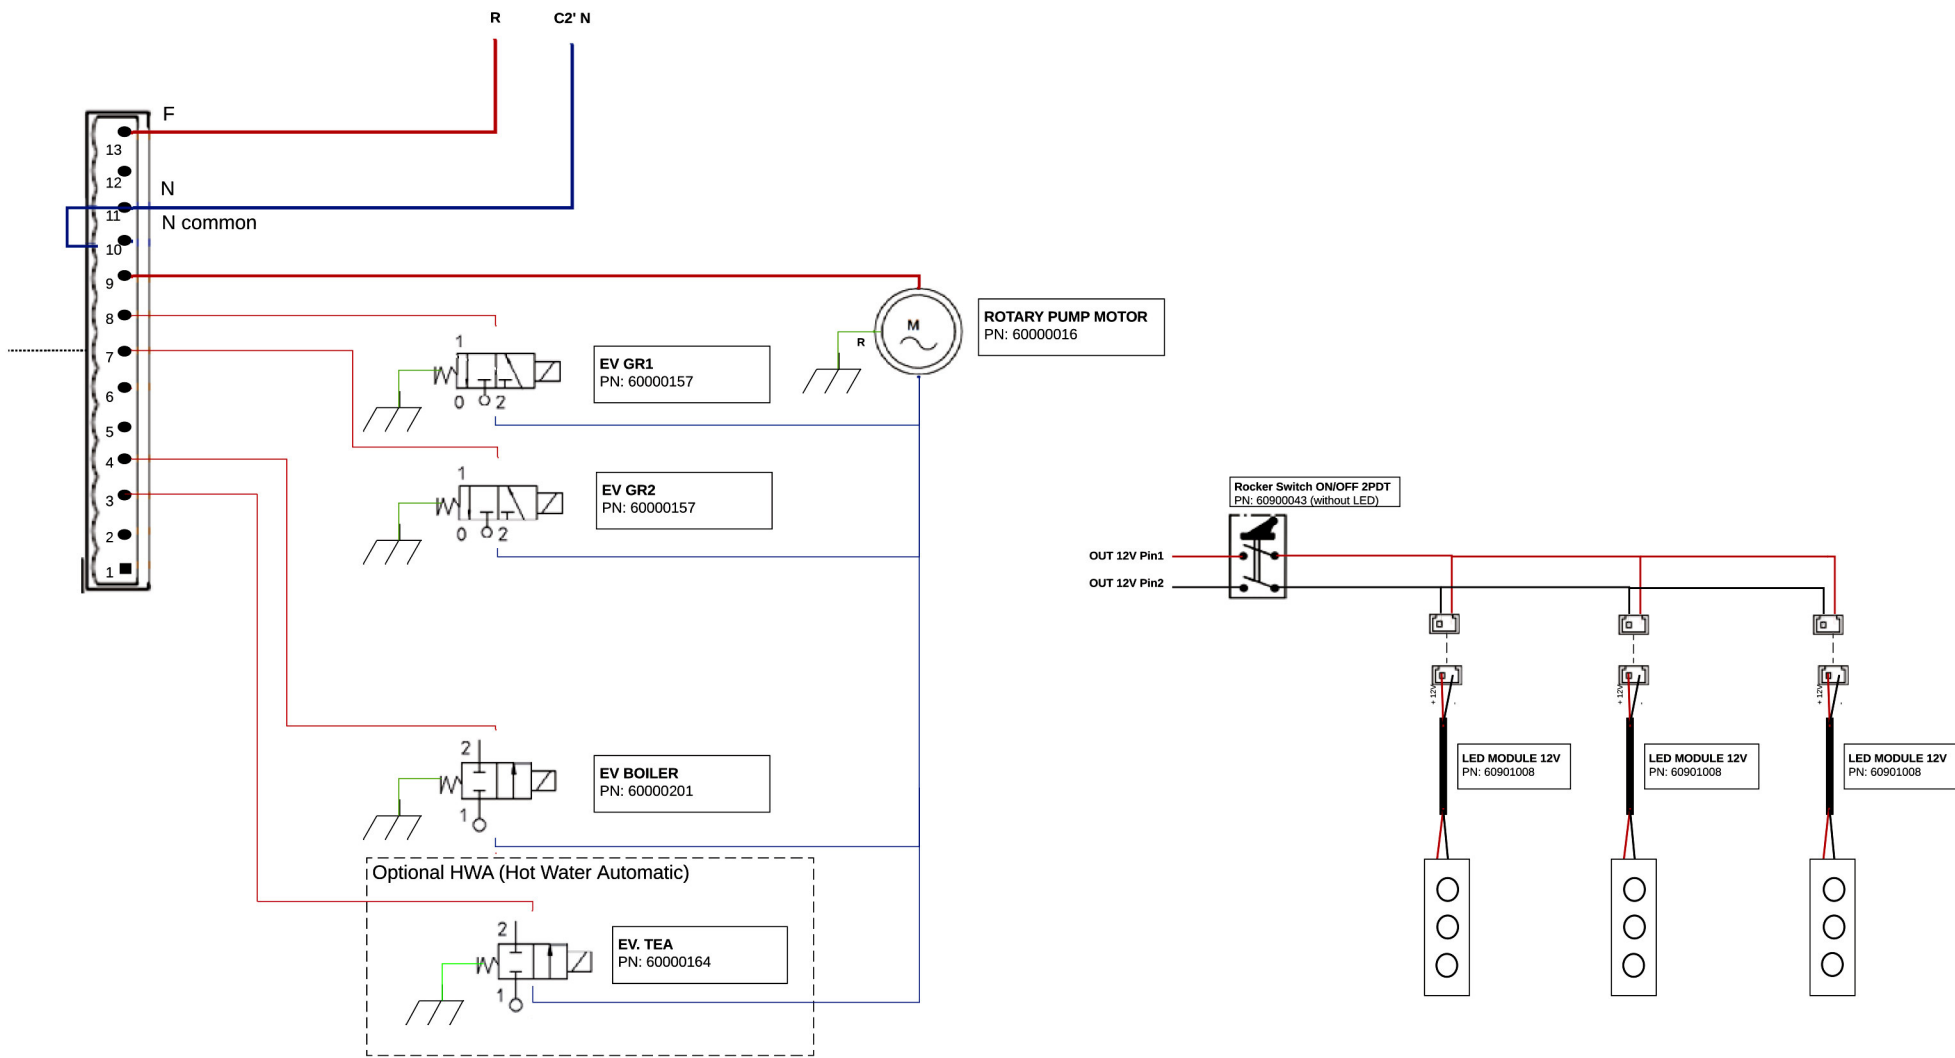 R
C2' N
F
13
12
N
11
N common
10
9
8
7
6
5
4
3
2
1
M
R
ROTARY PUMP MOTOR
PN: 60000016
1
0 2
EV GR1
PN: 60000157
1
0 2
EV GR2
PN: 60000157
2
1
EV BOILER
PN: 60000201
Optional HWA (Hot Water Automatic)
2
1
EV. TEA
PN: 60000164
Rocker Switch ON/OFF 2PDT
PN: 60900043 (without LED)
OUT 12V Pin1
OUT 12V Pin2
+ 12V -
+ 12V -
+ 12V -
LED MODULE 12V
PN: 60901008
LED MODULE 12V
PN: 60901008
LED MODULE 12V
PN: 60901008